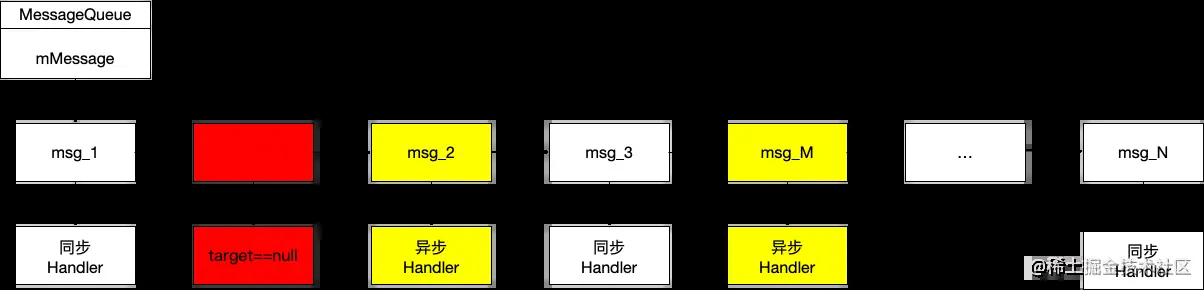 MessageQueue
mMessage
msg_1
msg_2
msg_3
msg_M
...
msg_N
同步
Handler
target==null
异步
Handler
同步
Handler
异步
Handler
同步
Handler
@稀土掘金技术社区